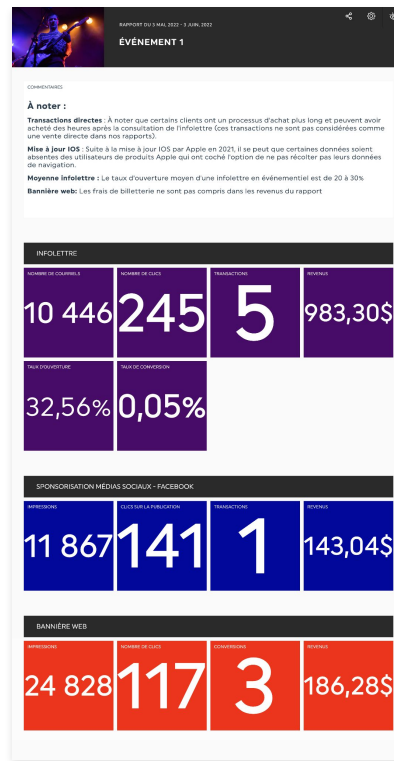 RAPPORT DU 3 MAI, 2022 - 3 JUIN, 2022
ÉVÉNEMENT 1
COMMENTAIRES
À noter :
Transactions directes : À noter que certains clients ont un processus d'achat plus long et peuvent avoir
acheté des heures après la consultation de l'infolettre (ces transactions ne sont pas considérées comme
une vente directe dans nos rapports).
Mise à jour IOS : Suite à la mise à jour IOS par Apple en 2021, il se peut que certaines données soient
absentes des utilisateurs de produits Apple qui ont coché l'option de ne pas récolter pas leurs données
de navigation.
Moyenne infolettre : Le taux d'ouverture moyen d'une infolettre en événementiel est de 20 à 30%
Bannière web: Les frais de billetterie ne sont pas compris dans les revenus du rapport
INFOLETTRE
NOMBRE DE COURRIELS NOMBRE DE CLICS TRANSACTIONS REVENUS
10 446 245 5 983,30$
TAUX D'OUVERTURE TAUX DE CONVERSION
32,56% 0,05%
SPONSORISATION MÉDIAS SOCIAUX - FACEBOOK
IMPRESSIONS CLICS SUR LA PUBLICATION TRANSACTIONS REVENUS
11 867 141 1 143,04$
BANNIÈRE WEB
IMPRESSIONS NOMBRE DE CLICS CONVERSIONS REVENUS
24 828 117 3 186,28$